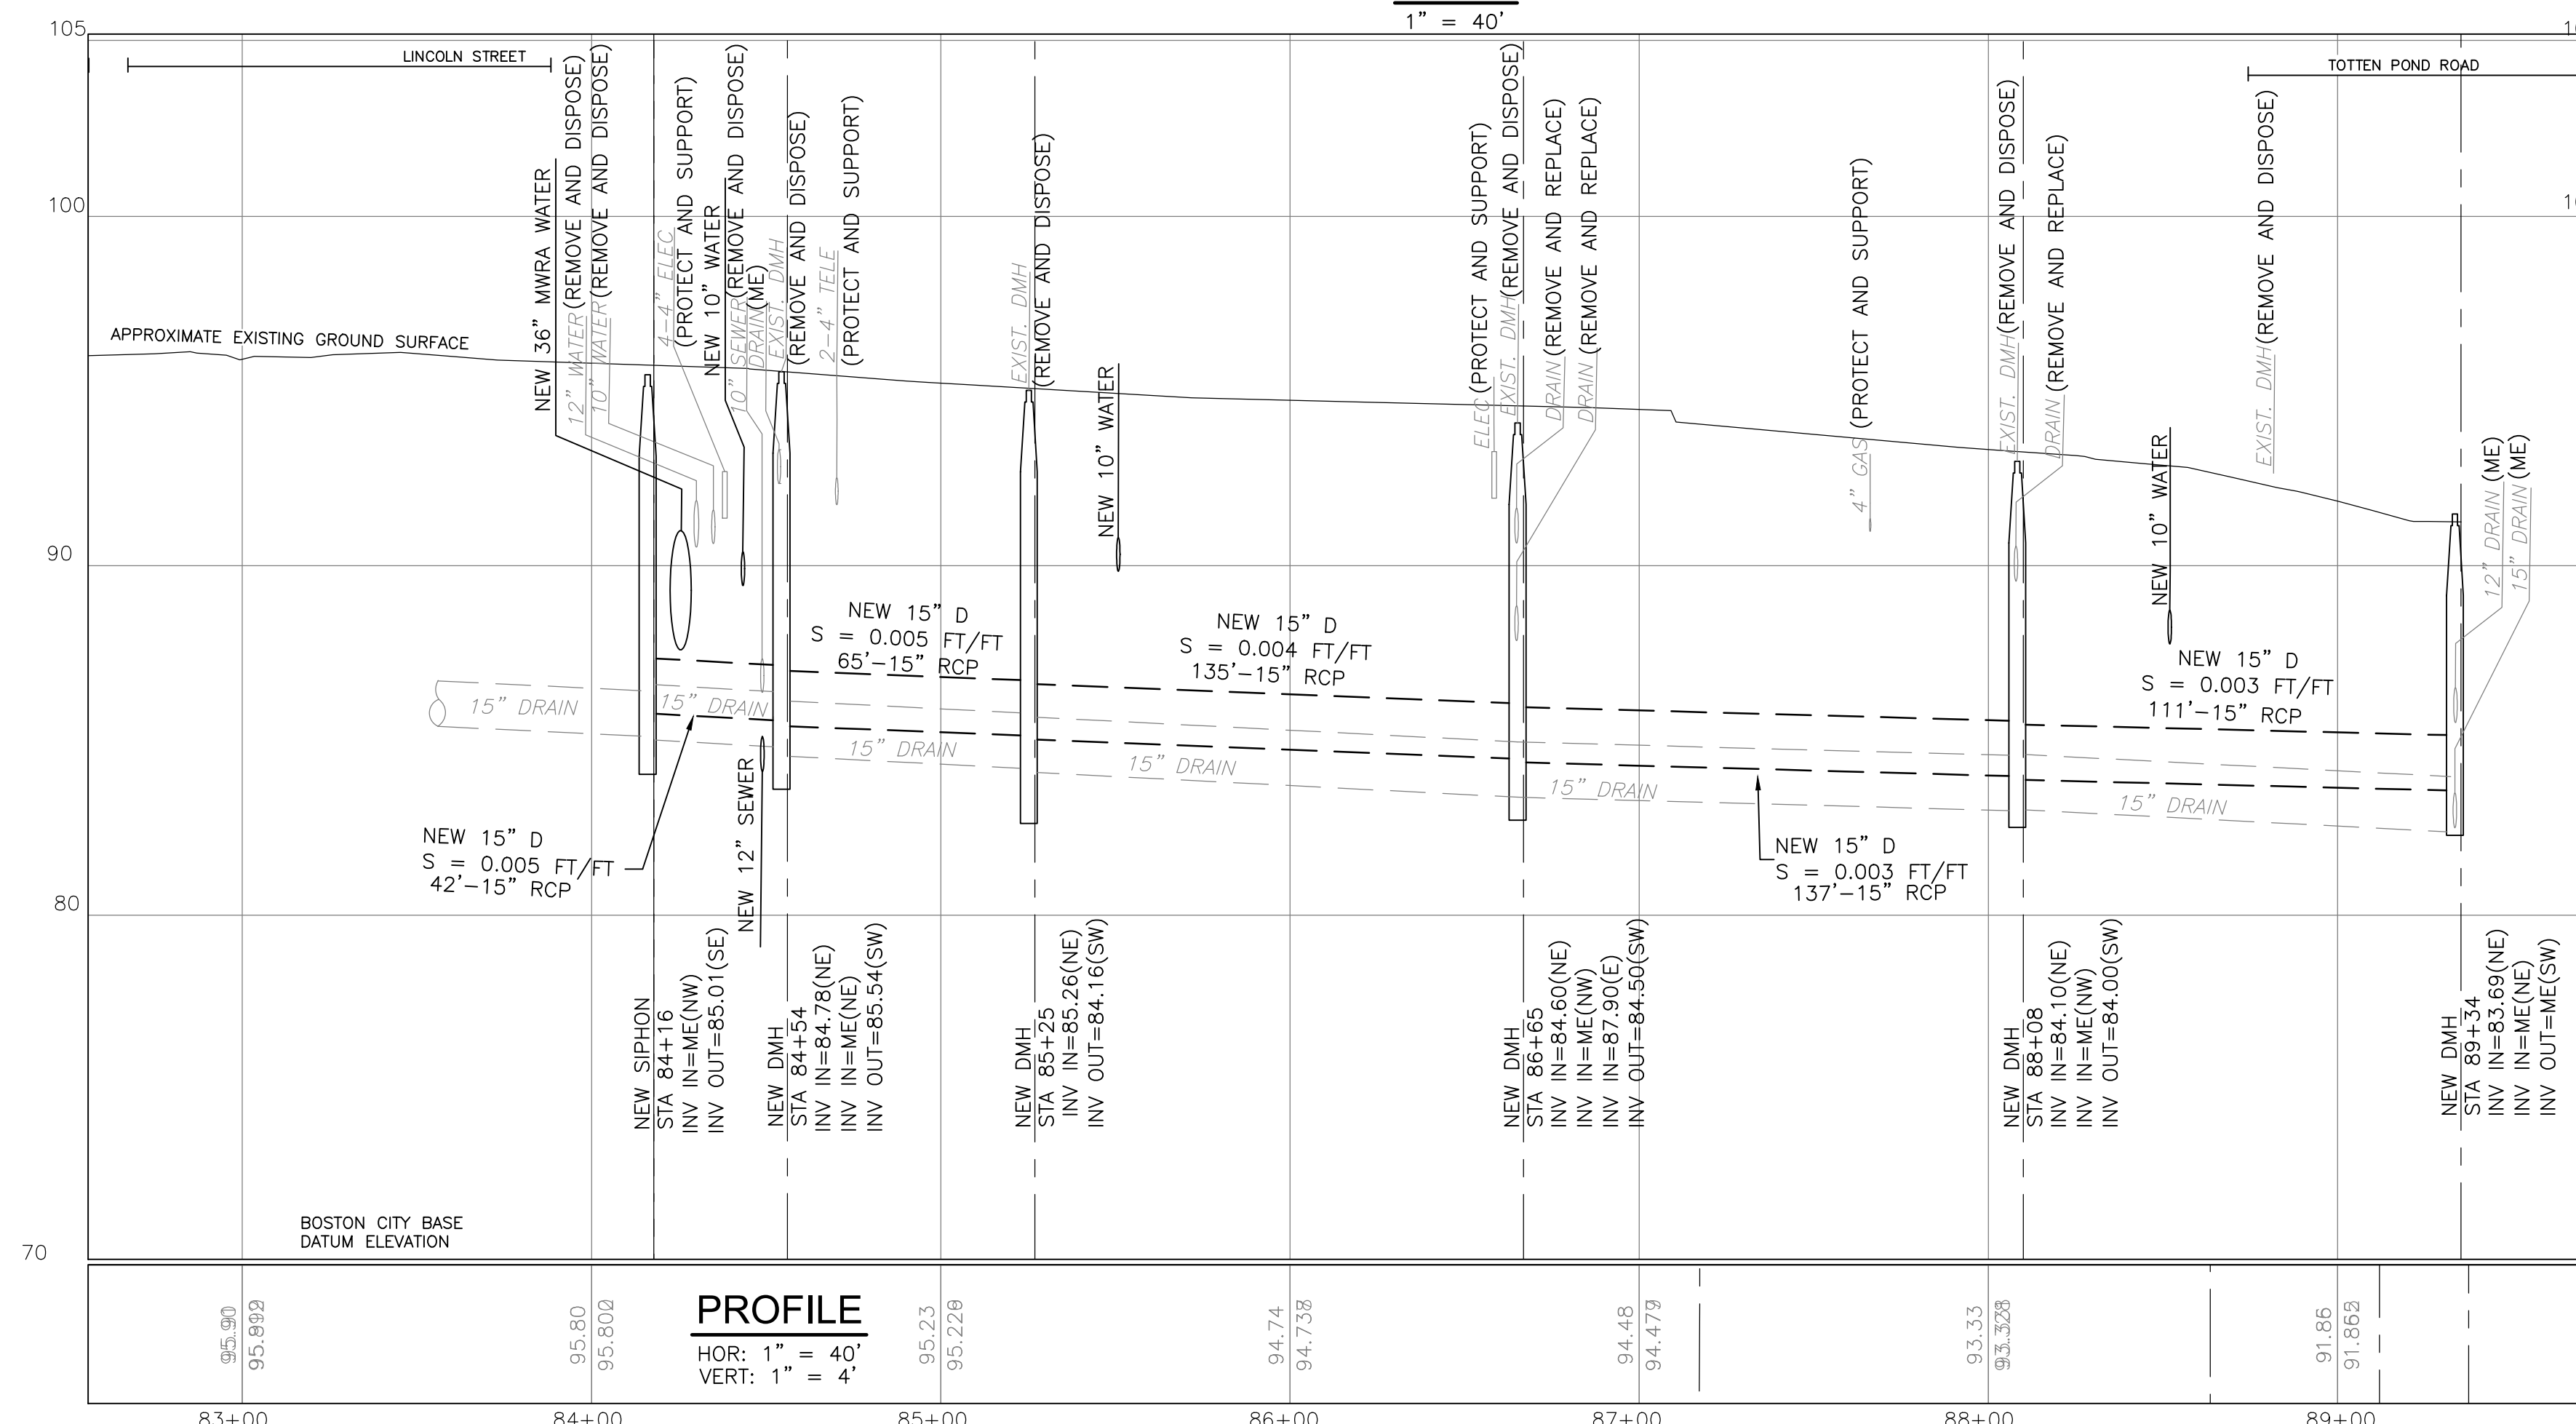 1" = 40'
105
LINCOLN STREET
TOTTEN POND ROAD
100
90
80
70
APPROXIMATE EXISTING GROUND SURFACE
NEW 36" MWRA WATER
12" WATER (REMOVE AND DISPOSE)
10" WATER (REMOVE AND DISPOSE)
4-4" ELEC
(PROTECT AND SUPPORT)
NEW 10" WATER
10" SEWER (REMOVE AND DISPOSE)
DRAIN (ME)
EXIST. DMH
(REMOVE AND DISPOSE)
2-4" TELE
(PROTECT AND SUPPORT)
EXIST. DMH
(REMOVE AND DISPOSE)
NEW 10" WATER
ELEC (PROTECT AND SUPPORT)
EXIST. DMH (REMOVE AND DISPOSE)
DRAIN (REMOVE AND REPLACE)
DRAIN (REMOVE AND REPLACE)
4" GAS (PROTECT AND SUPPORT)
EXIST. DMH (REMOVE AND DISPOSE)
DRAIN (REMOVE AND REPLACE)
NEW 10" WATER
EXIST. DMH (REMOVE AND DISPOSE)
12" DRAIN (ME)
15" DRAIN (ME)
NEW 15" D
S = 0.005 FT/FT
65'-15" RCP
NEW 15" D
S = 0.004 FT/FT
135'-15" RCP
NEW 15" D
S = 0.003 FT/FT
111'-15" RCP
15" DRAIN
15" DRAIN
15" DRAIN
15" DRAIN
15" DRAIN
15" DRAIN
NEW 15" D
S = 0.005 FT/FT
42'-15" RCP
NEW 12" SEWER
NEW 15" D
S = 0.003 FT/FT
137'-15" RCP
NEW SIPHON
STA 84+16
INV IN=ME(NW)
INV OUT=85.01(SE)
NEW DMH
STA 84+54
INV IN=84.78(NE)
INV IN=ME(NE)
INV OUT=85.54(SW)
NEW DMH
STA 85+25
INV IN=85.26(NE)
INV OUT=84.16(SW)
NEW DMH
STA 86+65
INV IN=84.60(NE)
INV IN=ME(NW)
INV IN=87.90(E)
INV OUT=84.50(SW)
NEW DMH
STA 88+08
INV IN=84.10(NE)
INV IN=ME(NW)
INV OUT=84.00(SW)
NEW DMH
STA 89+34
INV IN=83.69(NE)
INV IN=ME(NE)
INV OUT=ME(SW)
BOSTON CITY BASE
DATUM ELEVATION
95.80
95.23
94.74
94.48
93.33
91.86
PROFILE
HOR: 1" = 40'
VERT: 1" = 4'
83+00
84+00
85+00
86+00
87+00
88+00
89+00